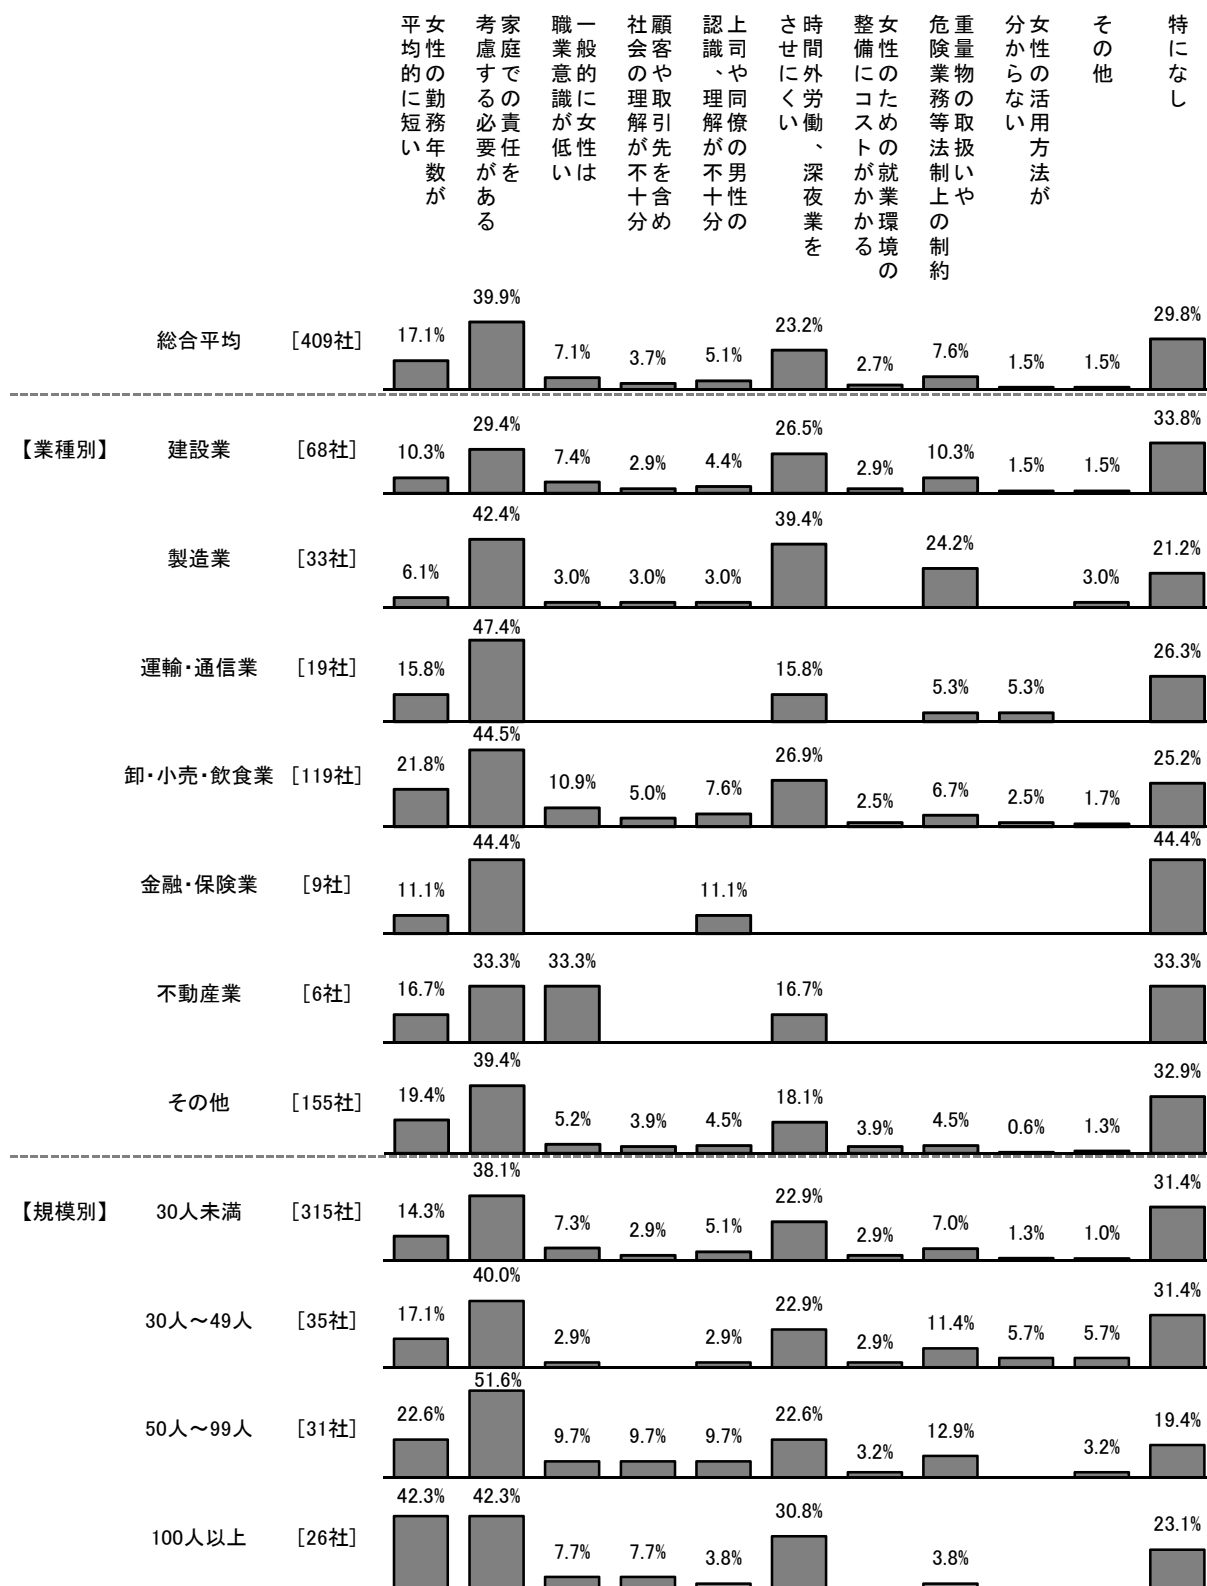 女性の勤務年数が
平均的に短い
家庭での責任を
考慮する必要がある
一般的に女性は
職業意識が低い
顧客や取引先を含め
社会の理解が不十分
上司や同僚の男性の
認識、理解が不十分
時間外労働、深夜業を
させにくい
女性のための就業環境の
整備にコストがかかる
重量物の取扱いや
危険業務等法制上の制約
女性の活用方法が
分からない
その他
特になし
総合平均 [409社] 17.1% 39.9% 7.1% 3.7% 5.1% 23.2% 2.7% 7.6% 1.5% 1.5% 29.8%
【業種別】 建設業 [68社] 10.3% 29.4% 7.4% 2.9% 4.4% 26.5% 2.9% 10.3% 1.5% 1.5% 33.8%
製造業 [33社] 6.1% 42.4% 3.0% 3.0% 3.0% 39.4% 24.2% 3.0% 21.2%
運輸・通信業 [19社] 15.8% 47.4% 15.8% 5.3% 5.3% 26.3%
卸・小売・飲食業 [119社] 21.8% 44.5% 10.9% 5.0% 7.6% 26.9% 2.5% 6.7% 2.5% 1.7% 25.2%
金融・保険業 [9社] 11.1% 44.4% 11.1% 44.4%
不動産業 [6社] 16.7% 33.3% 33.3% 16.7% 33.3%
その他 [155社] 19.4% 39.4% 5.2% 3.9% 4.5% 18.1% 3.9% 4.5% 0.6% 1.3% 32.9%
【規模別】 30人未満 [315社] 14.3% 38.1% 7.3% 2.9% 5.1% 22.9% 2.9% 7.0% 1.3% 1.0% 31.4%
30人～49人 [35社] 17.1% 40.0% 2.9% 2.9% 22.9% 2.9% 11.4% 5.7% 5.7% 31.4%
50人～99人 [31社] 22.6% 51.6% 9.7% 9.7% 9.7% 22.6% 3.2% 12.9% 3.2% 19.4%
100人以上 [26社] 42.3% 42.3% 7.7% 7.7% 3.8% 30.8% 3.8% 23.1%